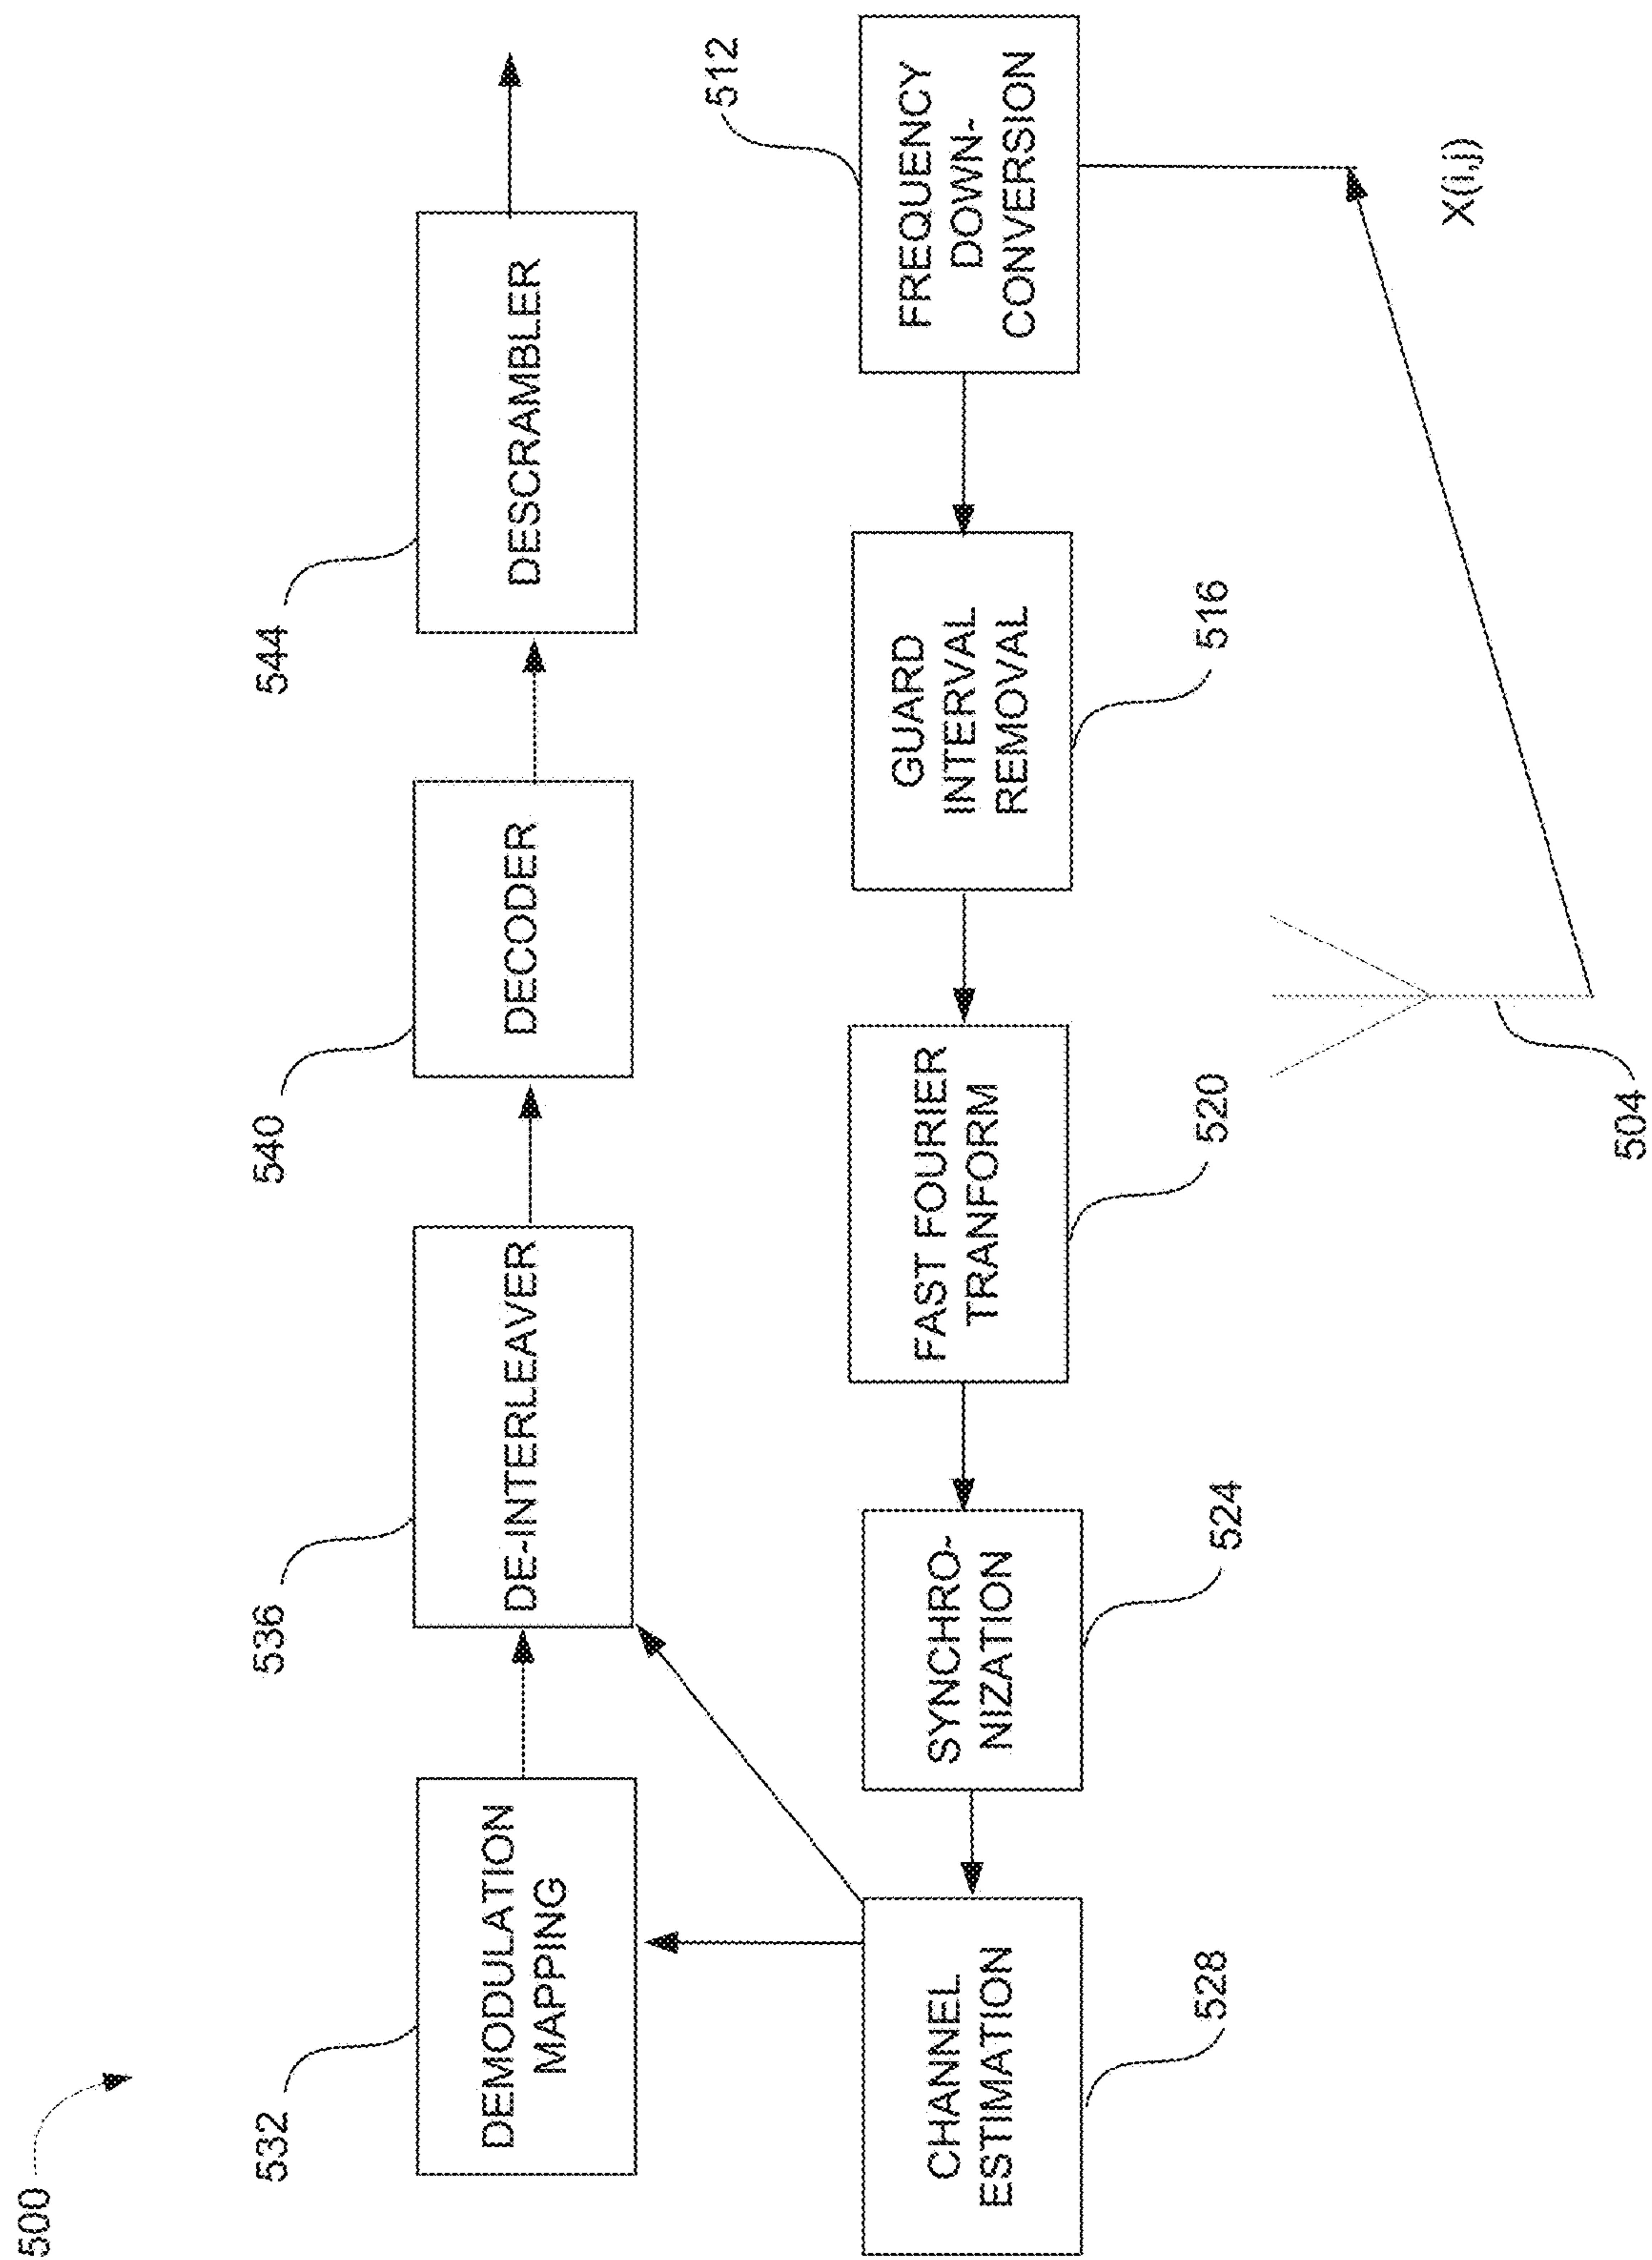 500
532
536
540
544
DEMODULATION
MAPPING
DE-INTERLEAVER
DECODER
DESCRAMBLER
512
CHANNEL
ESTIMATION
SYNCHRO-
NIZATION
FAST FOURIER
TRANFORM
GUARD
INTERVAL
REMOVAL
FREQUENCY
DOWN-
CONVERSION
528
524
520
516
X(i,j)
504